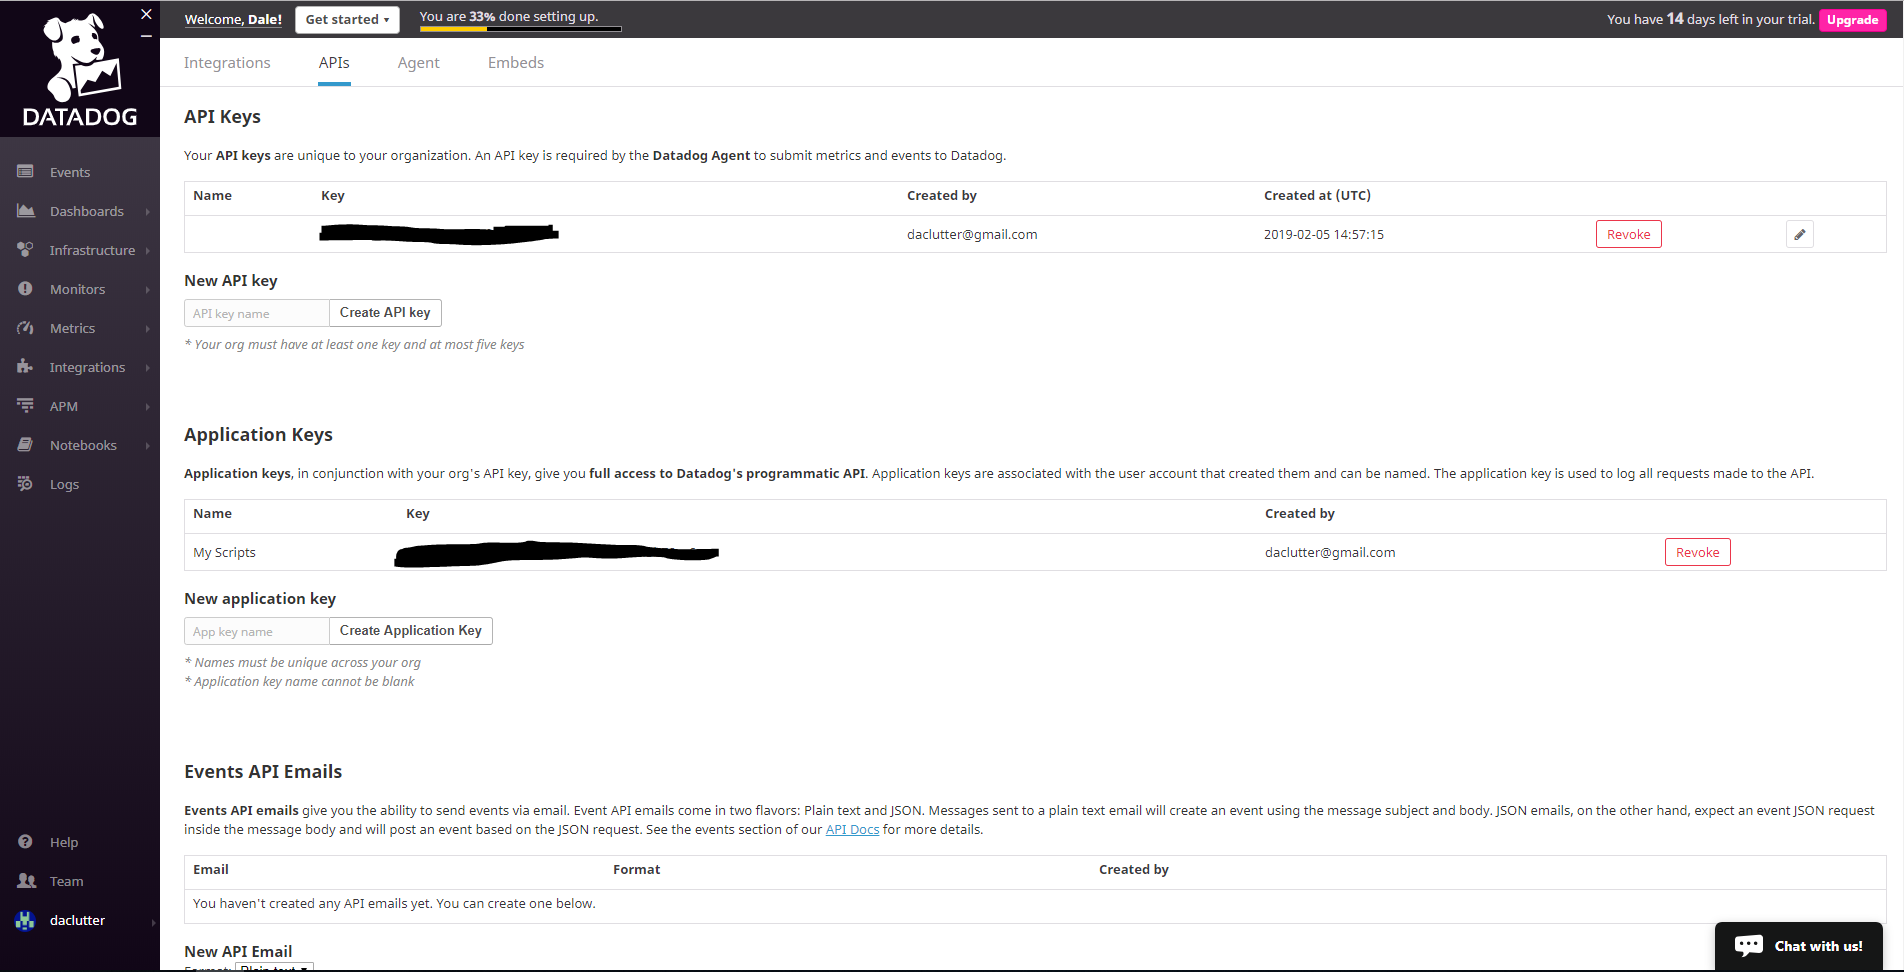 DATADOG
Events
Dashboards
Infrastructure
Monitors
Metrics
Integrations
APM
Notebooks
Logs
Help
Team
daclutter
Welcome, Dale! Get started You are 33% done setting up. You have 14 days left in your trial. Upgrade
Integrations APIs Agent Embeds
API Keys
Your API keys are unique to your organization. An API key is required by the Datadog Agent to submit metrics and events to Datadog.
Name Key Created by Created at (UTC)
daclutter@gmail.com 2019-02-05 14:57:15 Revoke
New API key
API key name Create API key
* Your org must have at least one key and at most five keys
Application Keys
Application keys, in conjunction with your org's API key, give you full access to Datadog's programmatic API. Application keys are associated with the user account that created them and can be named. The application key is used to log all requests made to the API.
Name Key Created by
My Scripts daclutter@gmail.com Revoke
New application key
App key name Create Application Key
* Names must be unique across your org
* Application key name cannot be blank
Events API Emails
Events API emails give you the ability to send events via email. Event API emails come in two flavors: Plain text and JSON. Messages sent to a plain text email will create an event using the message subject and body. JSON emails, on the other hand, expect an event JSON request
inside the message body and will post an event based on the JSON request. See the events section of our API Docs for more details.
Email Format Created by
You haven't created any API emails yet. You can create one below.
New API Email
Format: Plain text
Chat with us!